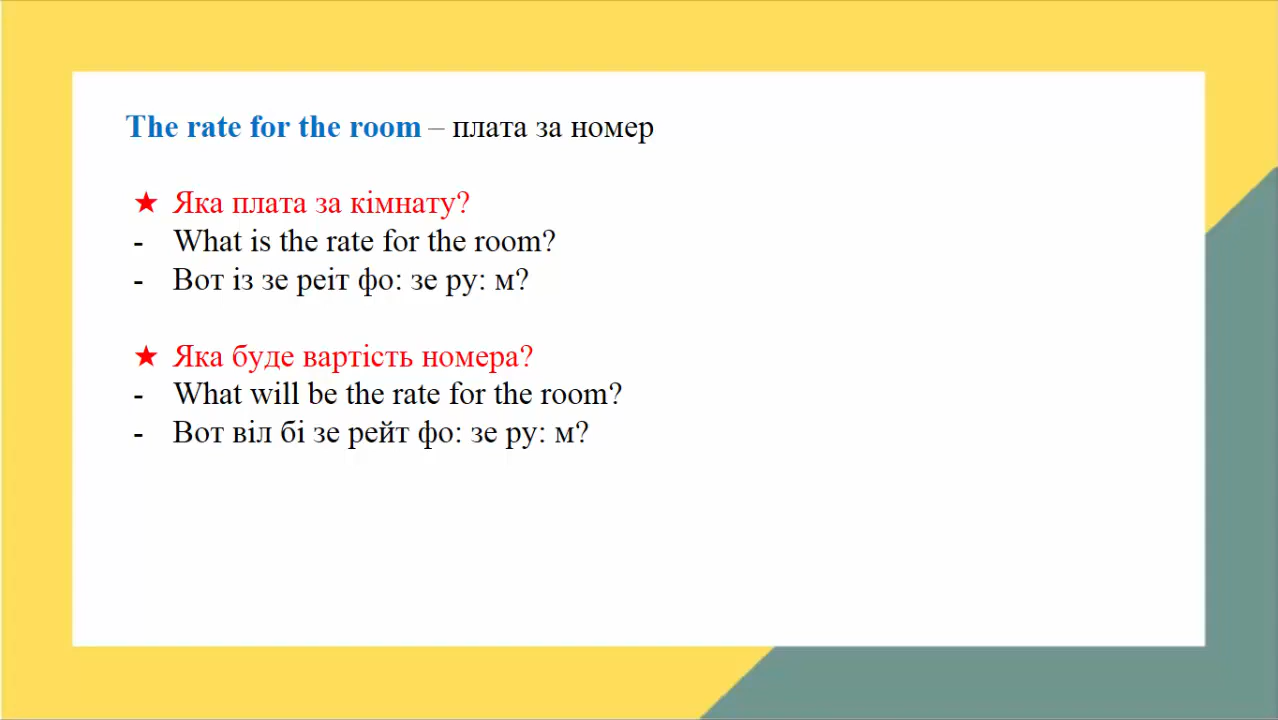 The rate for the room – плата за номер
★ Яка плата за кімнату?
- What is the rate for the room?
- Вот із зе реіт фо: зе ру: м?
★ Яка буде вартість номера?
- What will be the rate for the room?
- Вот віл бі зе рейт фо: зе ру: м?